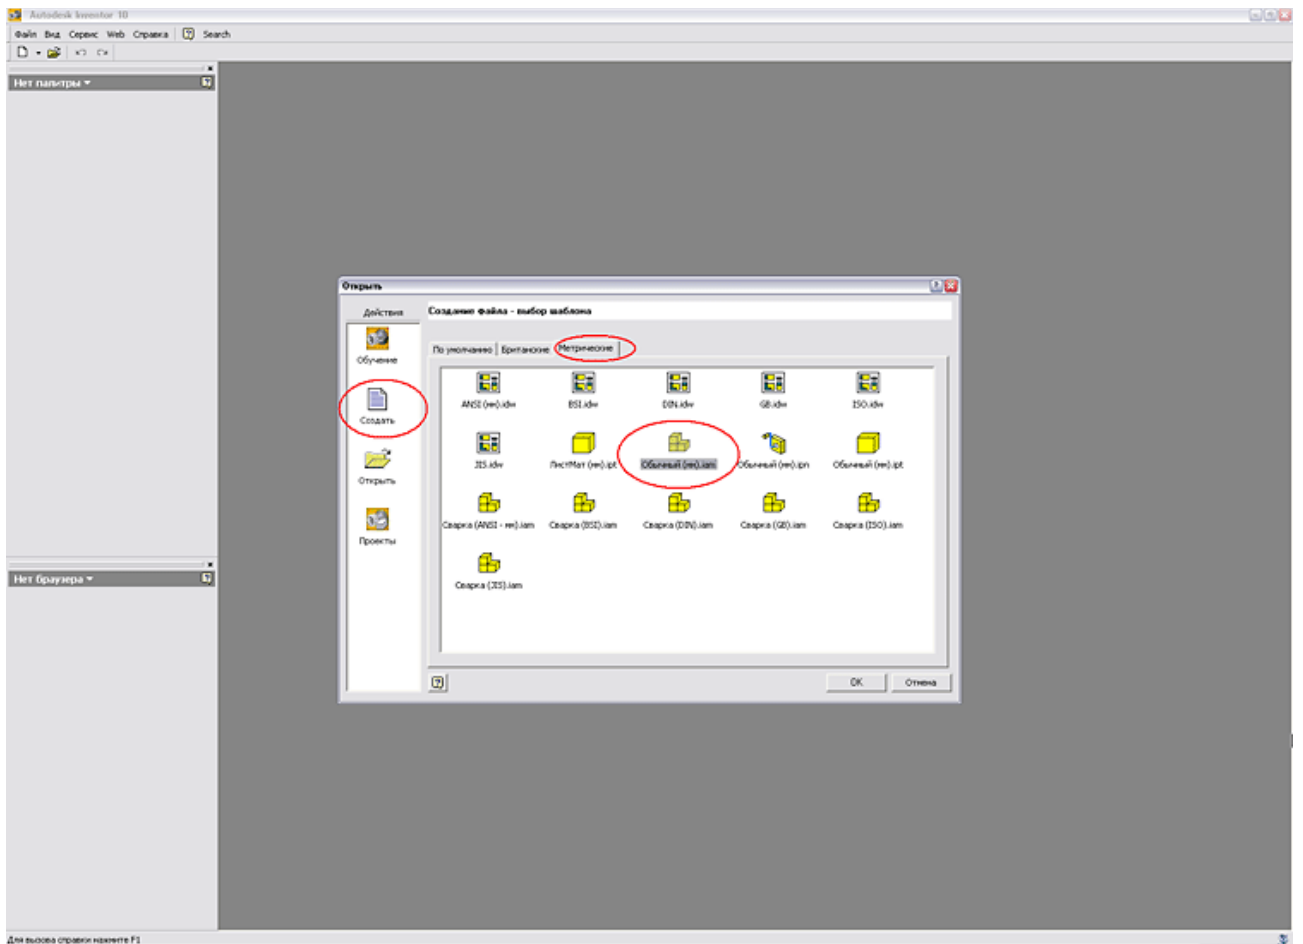 Autodesk Inventor 10
Файл Вид Сервис Web Справка Search
Нет палитры
Открыть
Действия
Создание файла - выбор шаблона
Обучение
По умолчанию Британские Метрические
ANSI (мм).idw BSI.idw DIN.idw GB.idw ISO.idw
Создать
JIS.idw ЛистМат (мм).ipt Обычный (мм).iam Обычный (мм).ipn Обычный (мм).ipt
Открыть
Сварка (ANSI - мм).iam Сварка (BSI).iam Сварка (DIN).iam Сварка (GB).iam Сварка (ISO).iam
Проекты
Сварка (JIS).iam
Нет браузера
OK Отмена
Для вызова справки нажмите F1